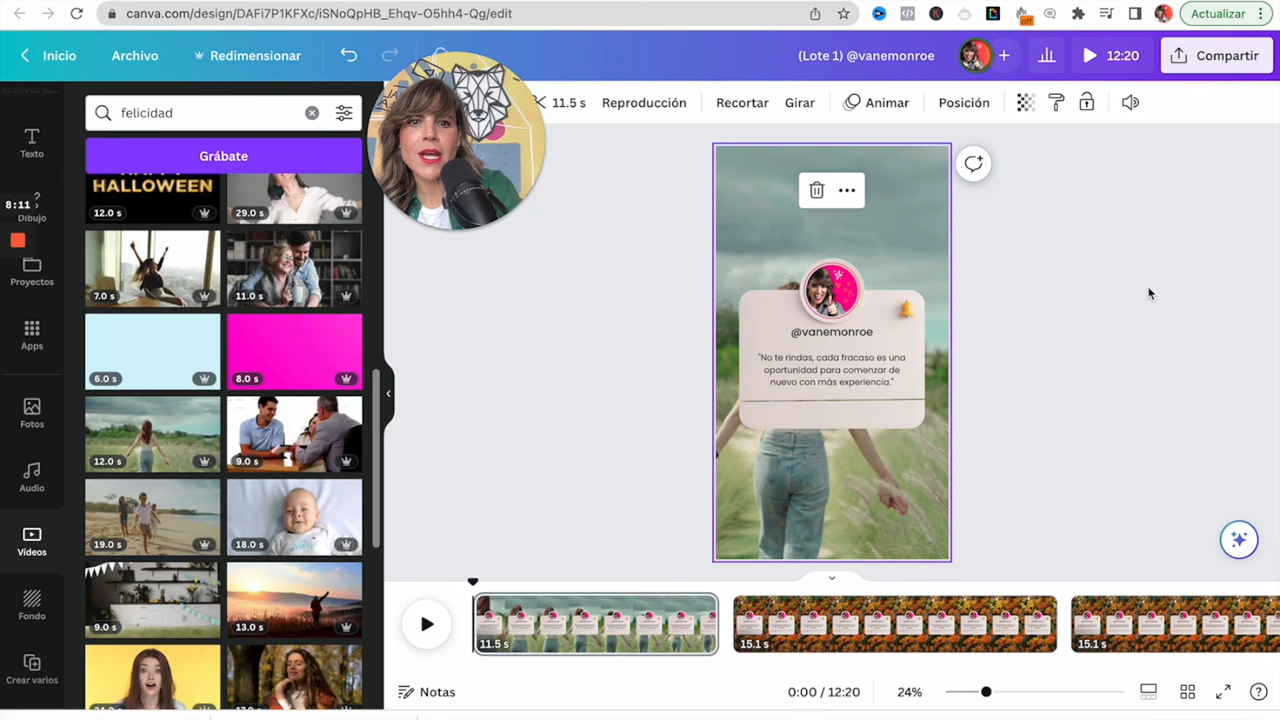 canva.com/design/DAFi7P1KFXc/iSNoQpHB_Ehqv-O5hh4-Qg/edit
off
Actualizar
Inicio
Archivo
Redimensionar
(Lote 1) @vanemonroe
12:20
Compartir
felicidad
Grábate
11.5 s
Reproducción
Recortar
Girar
Animar
Posición
Texto
8:11
Dibujo
Proyectos
Apps
Fotos
Audio
Vídeos
Fondo
Crear varios
HALLOWEEN
12.0 s
29.0 s
7.0 s
11.0 s
6.0 s
8.0 s
12.0 s
9.0 s
19.0 s
18.0 s
9.0 s
13.0 s
@vanemonroe
"No te rindas, cada fracaso es una
oportunidad para comenzar de
nuevo con más experiencia."
11.5 s
15.1 s
15.1 s
Notas
0:00 / 12:20
24%